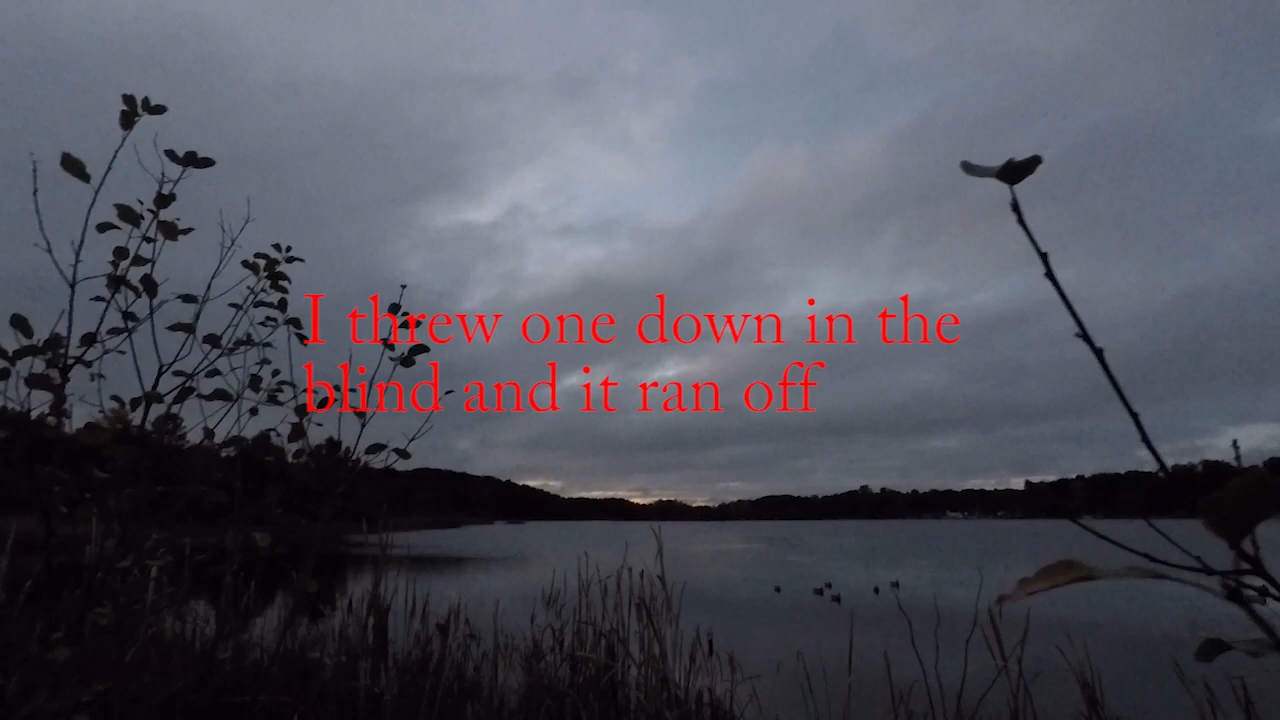 I threw one down in the
blind and it ran off